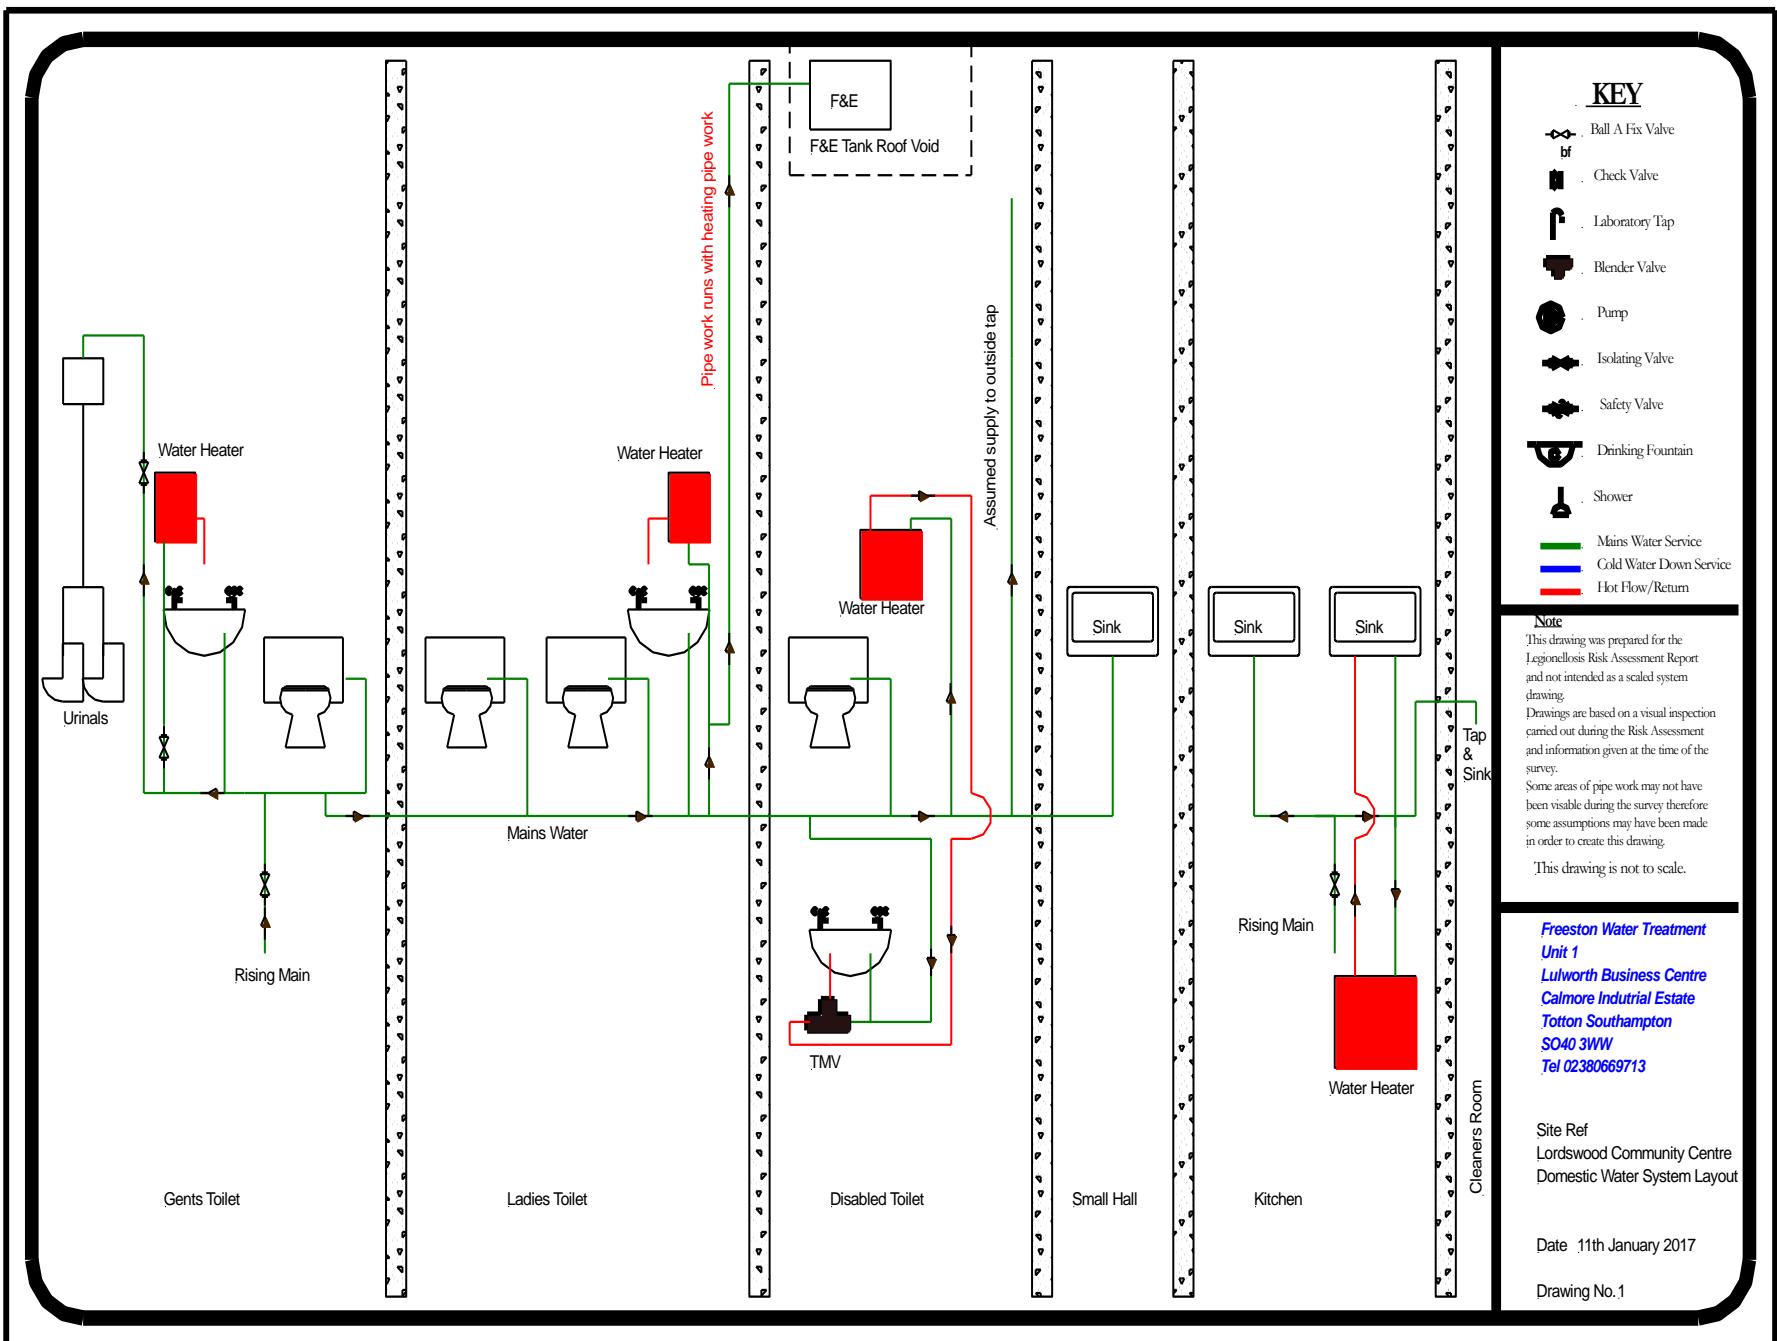 F&E
F&E Tank Roof Void
Pipe work runs with heating pipe work
Assumed supply to outside tap
Water Heater
Water Heater
Water Heater
Urinals
Sink
Sink
Sink
Tap
&
Sink
Mains Water
Rising Main
Rising Main
TMV
Water Heater
Cleaners Room
Gents Toilet
Ladies Toilet
Disabled Toilet
Small Hall
Kitchen
KEY
Ball A Fix Valve
bf
Check Valve
Laboratory Tap
Blender Valve
Pump
Isolating Valve
Safety Valve
Drinking Fountain
Shower
Mains Water Service
Cold Water Down Service
Hot Flow/Return
Note
This drawing was prepared for the
Legionellosis Risk Assessment Report
and not intended as a scaled system
drawing.
Drawings are based on a visual inspection
carried out during the Risk Assessment
and information given at the time of the
survey.
Some areas of pipe work may not have
been visable during the survey therefore
some assumptions may have been made
in order to create this drawing.
This drawing is not to scale.
Freeston Water Treatment
Unit 1
Lulworth Business Centre
Calmore Indutrial Estate
Totton Southampton
SO40 3WW
Tel 02380669713
Site Ref
Lordswood Community Centre
Domestic Water System Layout
Date 11th January 2017
Drawing No.1